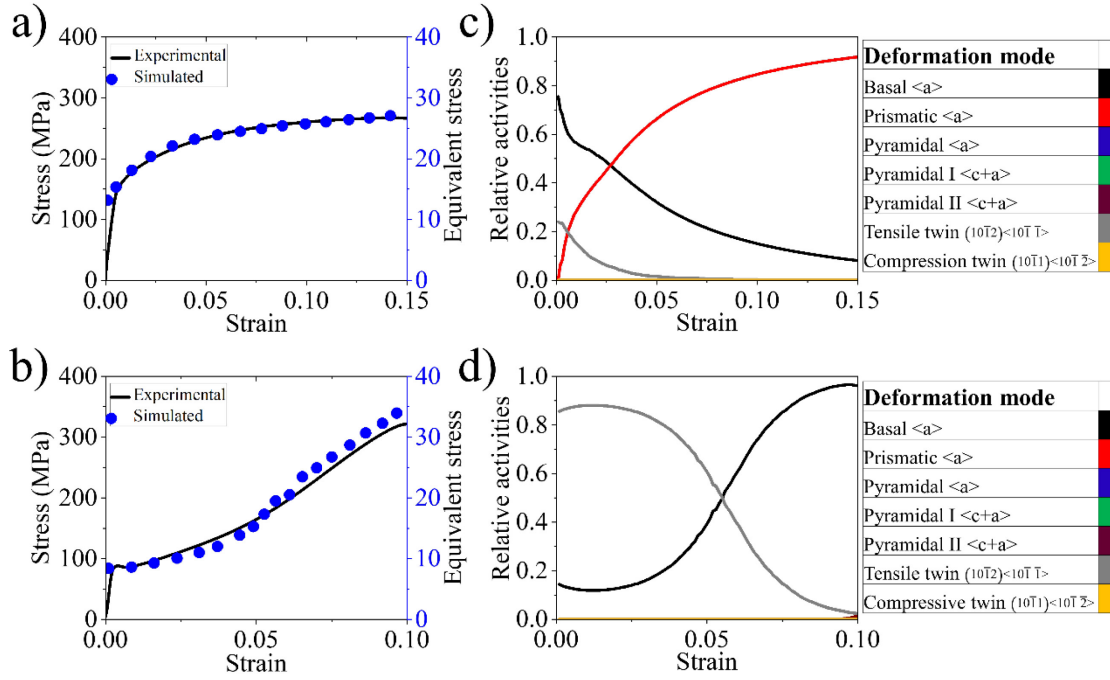 a)
400
300
200
100
0
Stress (MPa)
Experimental
Simulated
40
30
20
10
0
Equivalent stress
0.00
0.05
0.10
0.15
Strain
c)
1.0
0.8
0.6
0.4
0.2
0.0
Relative activities
0.00
0.05
0.10
0.15
Strain
Deformation mode
Basal <a>
Prismatic <a>
Pyramidal <a>
Pyramidal I <c+a>
Pyramidal II <c+a>
Tensile twin (101̅2)<101̅ 1̅>
Compression twin (101̅1)<101̅ 2̅>
b)
400
300
200
100
0
Stress (MPa)
Experimental
Simulated
40
30
20
10
0
Equivalent stress
0.00
0.05
0.10
Strain
d)
1.0
0.8
0.6
0.4
0.2
0.0
Relative activities
0.00
0.05
0.10
Strain
Deformation mode
Basal <a>
Prismatic <a>
Pyramidal <a>
Pyramidal I <c+a>
Pyramidal II <c+a>
Tensile twin (101̅2)<101̅ 1̅>
Compressive twin (101̅1)<101̅ 2̅>